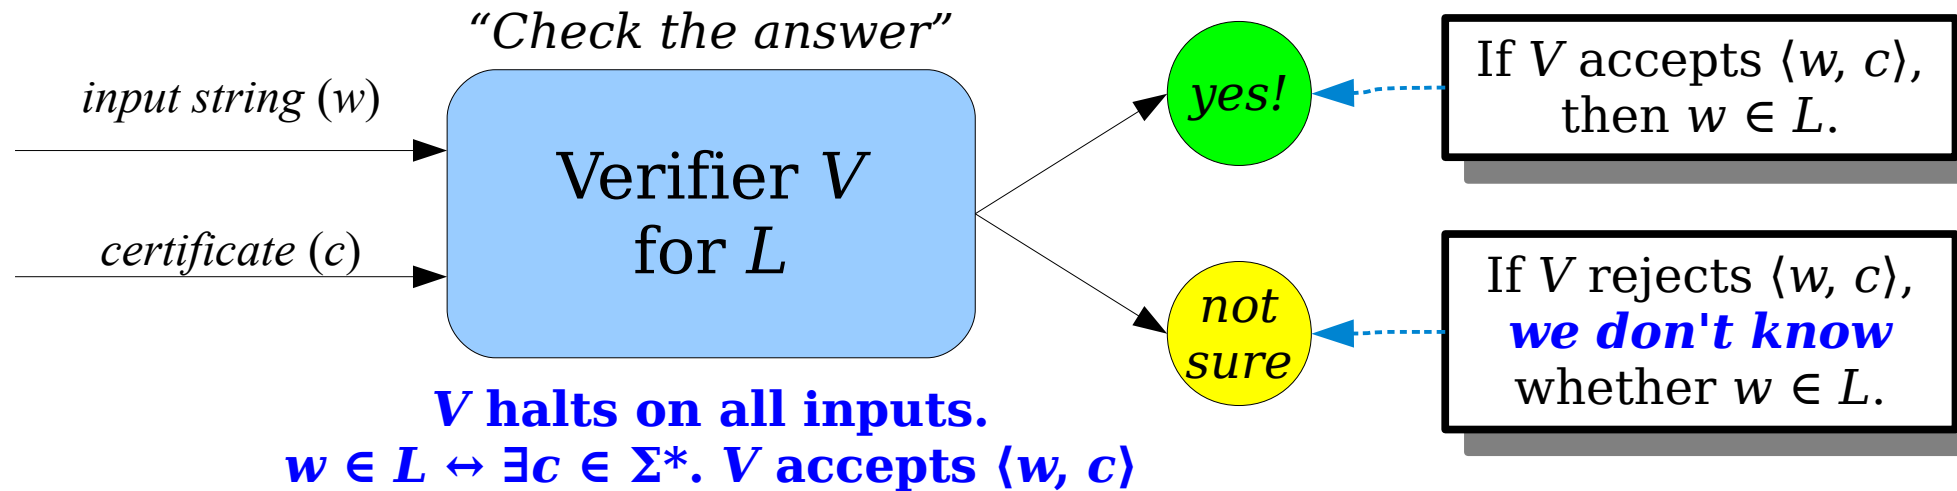 “Check the answer”
input string (w)
certificate (c)
Verifier V
for L
yes!
not
sure
If V accepts ⟨w, c⟩,
then w ∈ L.
If V rejects ⟨w, c⟩,
we don't know
whether w ∈ L.
V halts on all inputs.
w ∈ L ↔ ∃c ∈ Σ*. V accepts ⟨w, c⟩